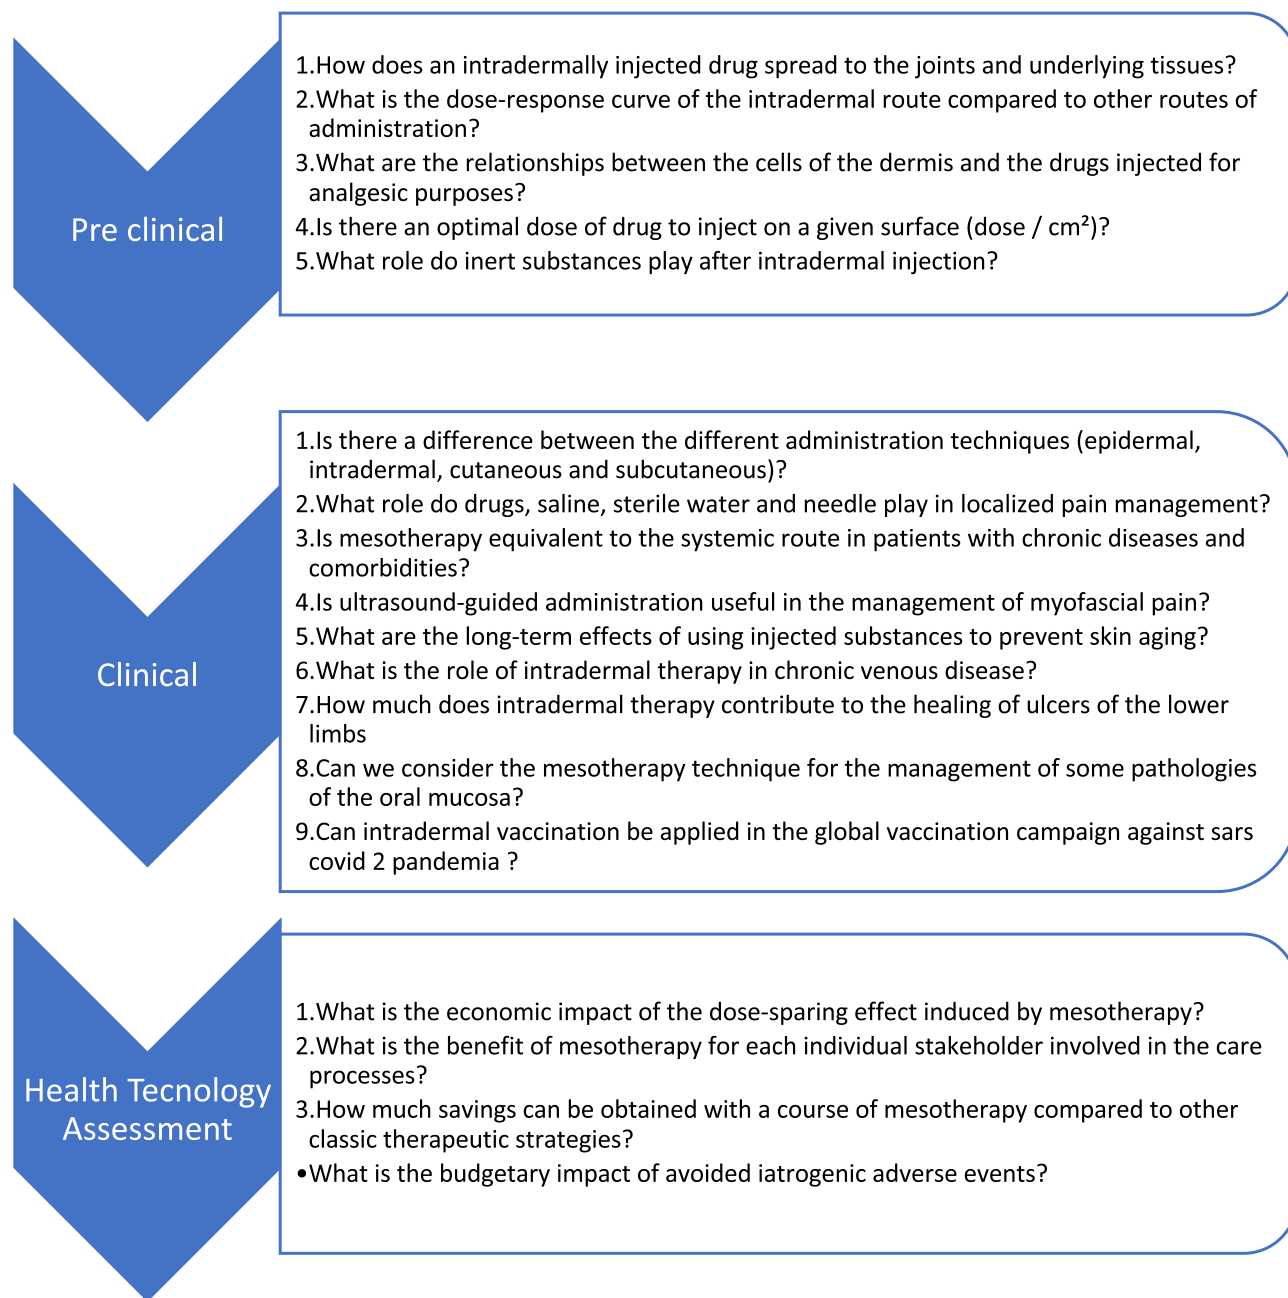 Pre clinical
1.How does an intradermally injected drug spread to the joints and underlying tissues?
2.What is the dose-response curve of the intradermal route compared to other routes of
administration?
3.What are the relationships between the cells of the dermis and the drugs injected for
analgesic purposes?
4.Is there an optimal dose of drug to inject on a given surface (dose / cm²)?
5.What role do inert substances play after intradermal injection?
Clinical
1.Is there a difference between the different administration techniques (epidermal,
intradermal, cutaneous and subcutaneous)?
2.What role do drugs, saline, sterile water and needle play in localized pain management?
3.Is mesotherapy equivalent to the systemic route in patients with chronic diseases and
comorbidities?
4.Is ultrasound-guided administration useful in the management of myofascial pain?
5.What are the long-term effects of using injected substances to prevent skin aging?
6.What is the role of intradermal therapy in chronic venous disease?
7.How much does intradermal therapy contribute to the healing of ulcers of the lower
limbs
8.Can we consider the mesotherapy technique for the management of some pathologies
of the oral mucosa?
9.Can intradermal vaccination be applied in the global vaccination campaign against sars
covid 2 pandemia ?
Health Tecnology
Assessment
1.What is the economic impact of the dose-sparing effect induced by mesotherapy?
2.What is the benefit of mesotherapy for each individual stakeholder involved in the care
processes?
3.How much savings can be obtained with a course of mesotherapy compared to other
classic therapeutic strategies?
•What is the budgetary impact of avoided iatrogenic adverse events?